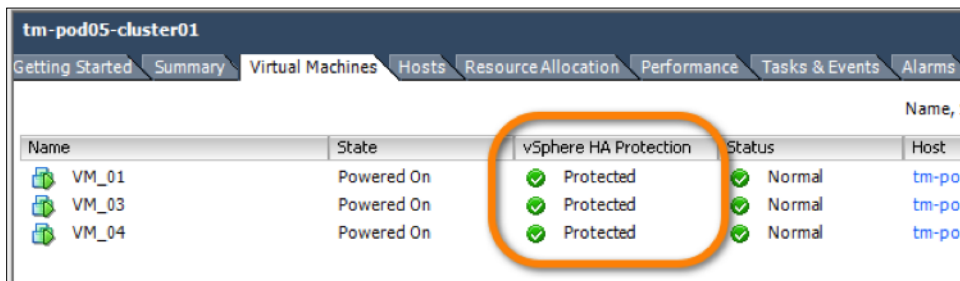 tm-pod05-cluster01
Getting Started Summary Virtual Machines Hosts Resource Allocation Performance Tasks & Events Alarms
Name,
Name State vSphere HA Protection Status Host
VM_01 Powered On Protected Normal tm-po
VM_03 Powered On Protected Normal tm-po
VM_04 Powered On Protected Normal tm-po